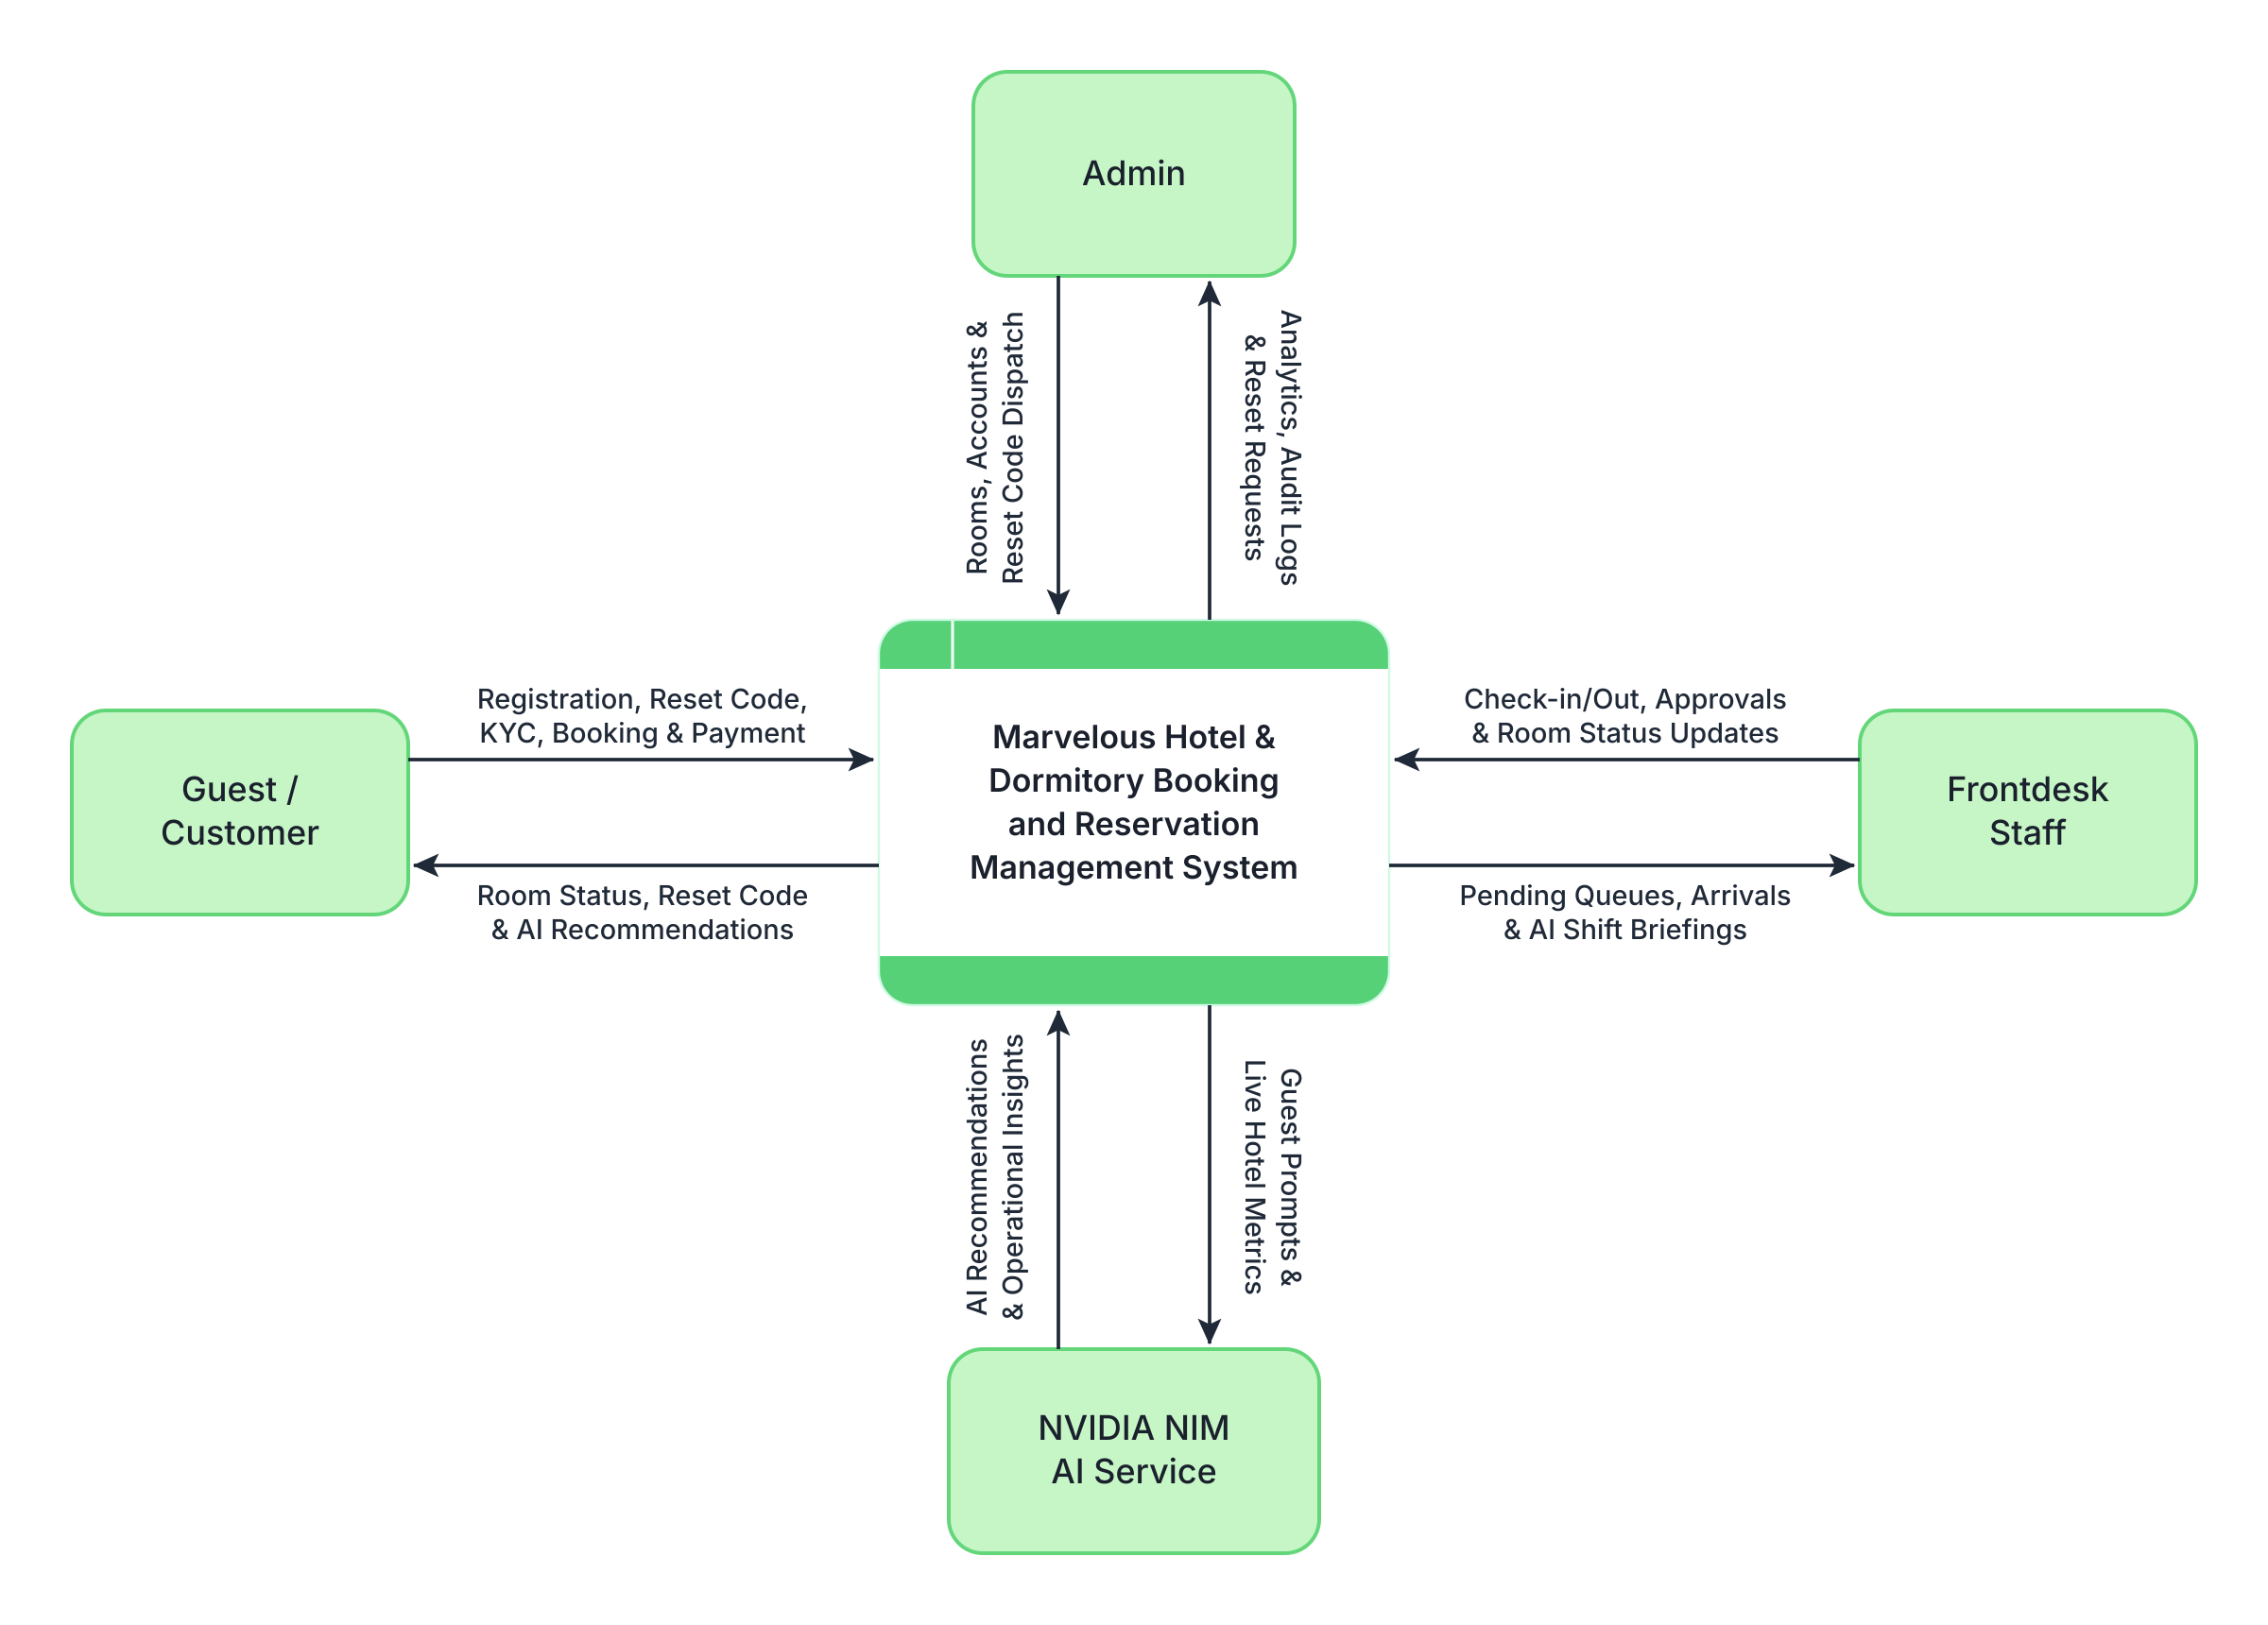 Admin
Rooms, Accounts &
Reset Code Dispatch
Analytics, Audit Logs
& Reset Requests
Registration, Reset Code,
KYC, Booking & Payment
Guest /
Customer
Room Status, Reset Code
& AI Recommendations
Marvelous Hotel &
Dormitory Booking
and Reservation
Management System
Check-in/Out, Approvals
& Room Status Updates
Frontdesk
Staff
Pending Queues, Arrivals
& AI Shift Briefings
AI Recommendations
& Operational Insights
Guest Prompts &
Live Hotel Metrics
NVIDIA NIM
AI Service